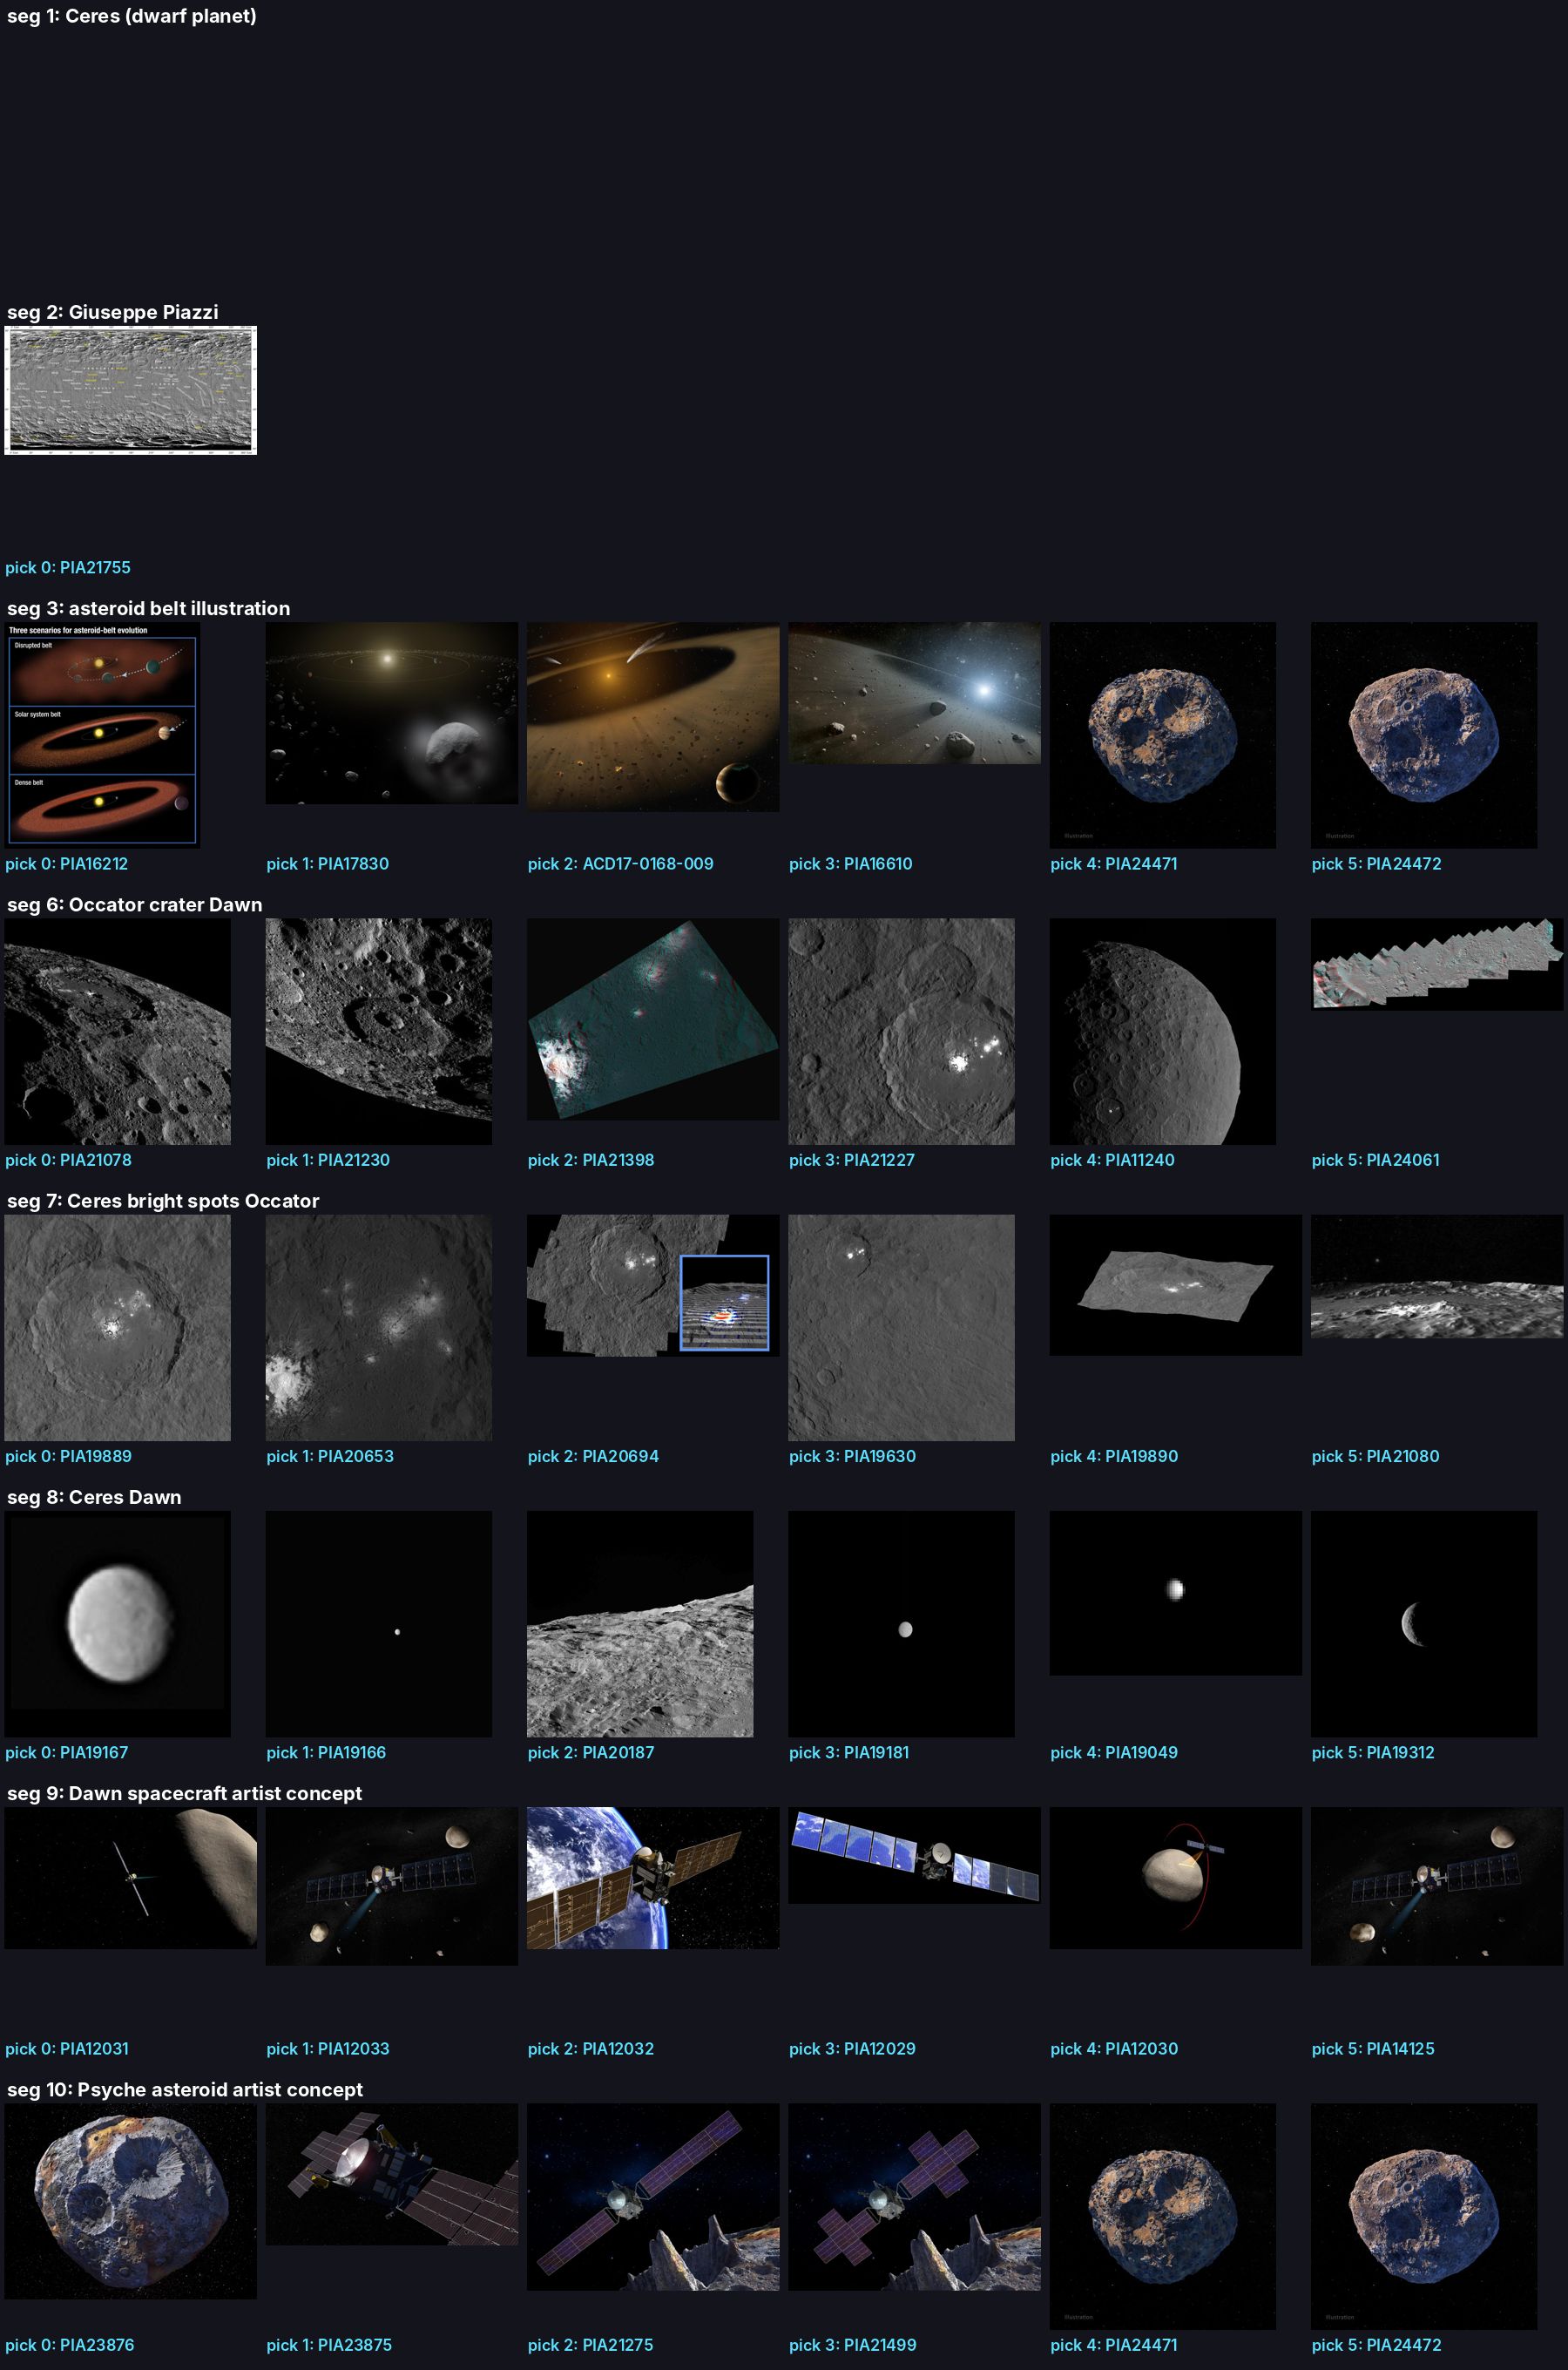 seg 1: Ceres (dwarf planet)
seg 2: Giuseppe Piazzi
pick 0: PIA21755
seg 3: asteroid belt illustration
Three scenarios for asteroid-belt evolution
Disrupted belt
Solar system belt
Dense belt
Illustration
Illustration
pick 0: PIA16212
pick 1: PIA17830
pick 2: ACD17-0168-009
pick 3: PIA16610
pick 4: PIA24471
pick 5: PIA24472
seg 6: Occator crater Dawn
pick 0: PIA21078
pick 1: PIA21230
pick 2: PIA21398
pick 3: PIA21227
pick 4: PIA11240
pick 5: PIA24061
seg 7: Ceres bright spots Occator
pick 0: PIA19889
pick 1: PIA20653
pick 2: PIA20694
pick 3: PIA19630
pick 4: PIA19890
pick 5: PIA21080
seg 8: Ceres Dawn
pick 0: PIA19167
pick 1: PIA19166
pick 2: PIA20187
pick 3: PIA19181
pick 4: PIA19049
pick 5: PIA19312
seg 9: Dawn spacecraft artist concept
pick 0: PIA12031
pick 1: PIA12033
pick 2: PIA12032
pick 3: PIA12029
pick 4: PIA12030
pick 5: PIA14125
seg 10: Psyche asteroid artist concept
Illustration
Illustration
pick 0: PIA23876
pick 1: PIA23875
pick 2: PIA21275
pick 3: PIA21499
pick 4: PIA24471
pick 5: PIA24472